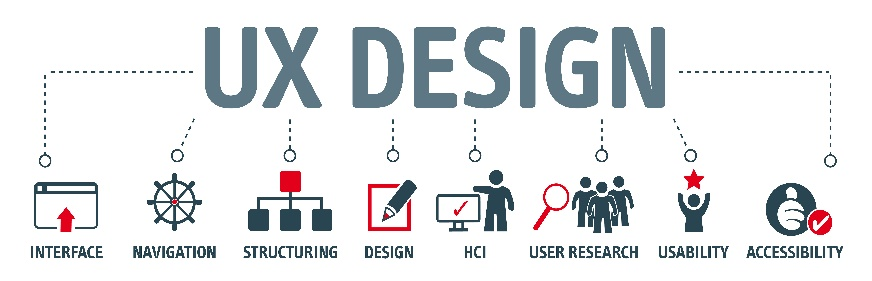 UX DESIGN
INTERFACE
NAVIGATION
STRUCTURING
DESIGN
HCI
USER RESEARCH
USABILITY
ACCESSIBILITY